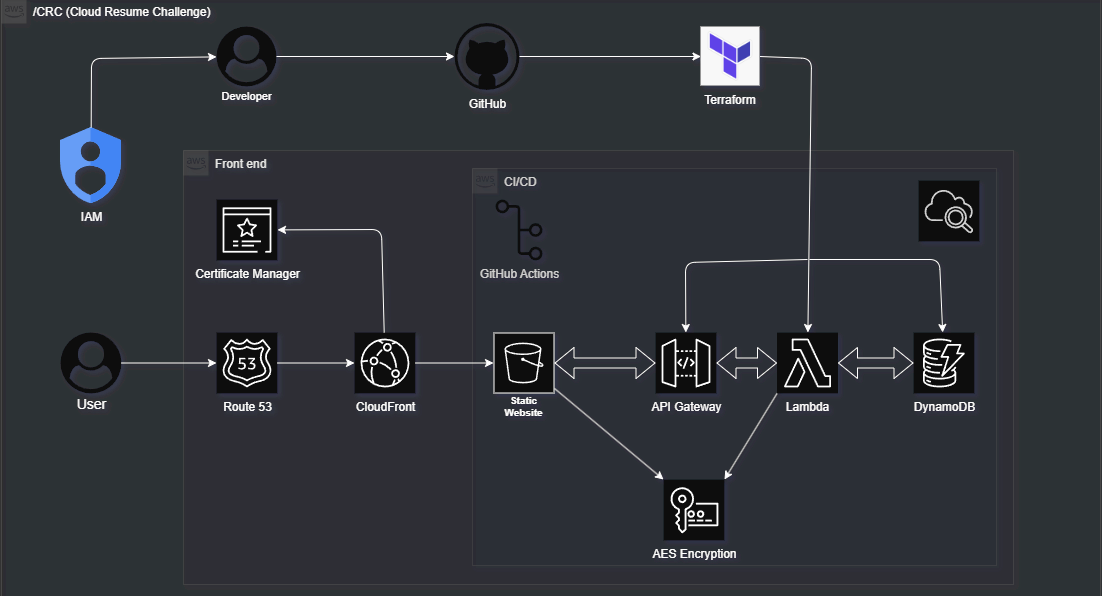 aws
/CRC (Cloud Resume Challenge)
Developer
GitHub
Terraform
IAM
aws
Front end
aws
CI/CD
Certificate Manager
GitHub Actions
53
User
Route 53
CloudFront
Static
Website
</>
API Gateway
Lambda
DynamoDB
AES Encryption